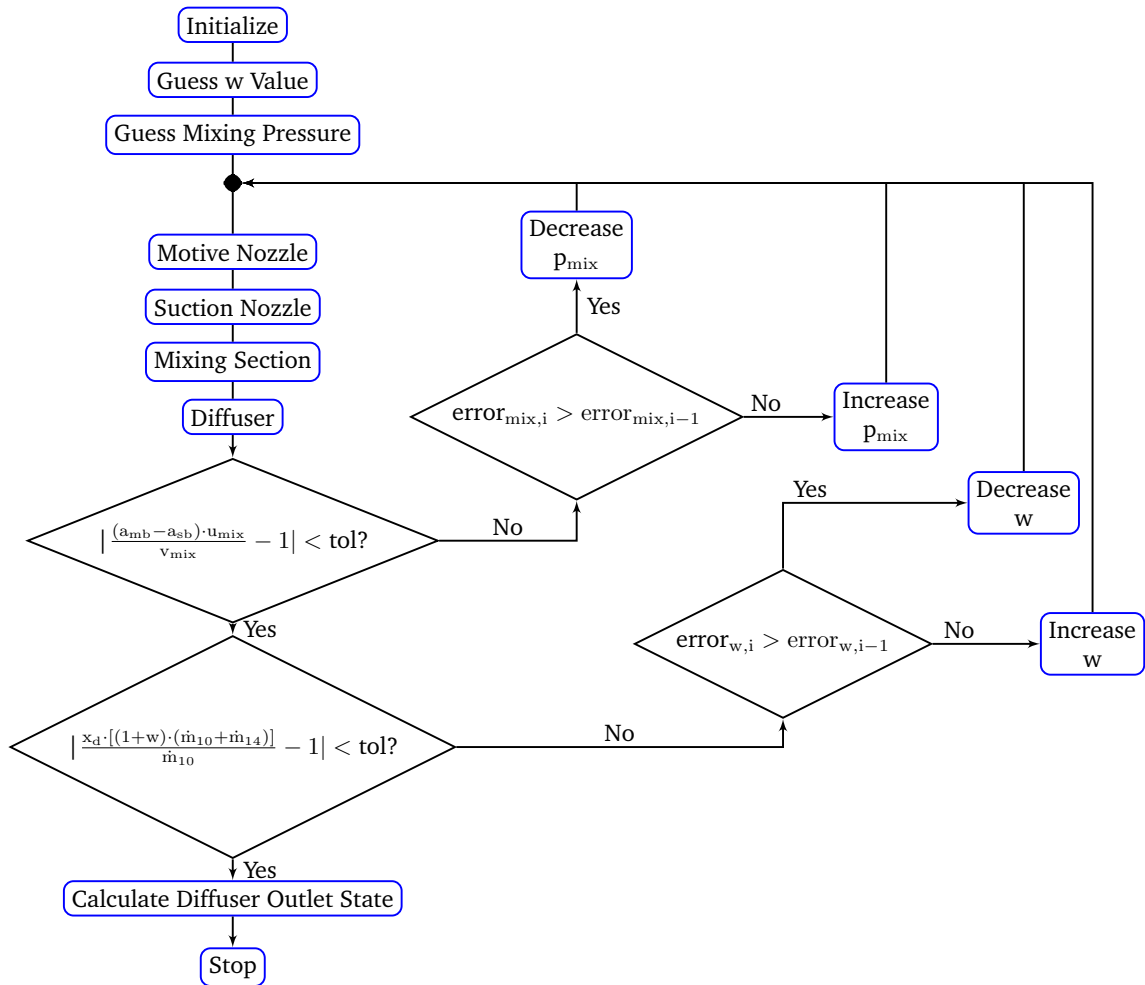 Initialize
Guess w Value
Guess Mixing Pressure
Motive Nozzle
Suction Nozzle
Mixing Section
Diffuser
Decrease
p_mix
Yes
error_mix,i > error_mix,i−1
No
Increase
p_mix
| (a_mb−a_sb)·u_mix / v_mix − 1| < tol?
No
Yes
Yes
Decrease
w
error_w,i > error_w,i−1
No
Increase
w
| x_d·[(1+w)·(ṁ_10+ṁ_14)] / ṁ_10 − 1| < tol?
No
Yes
Calculate Diffuser Outlet State
Stop